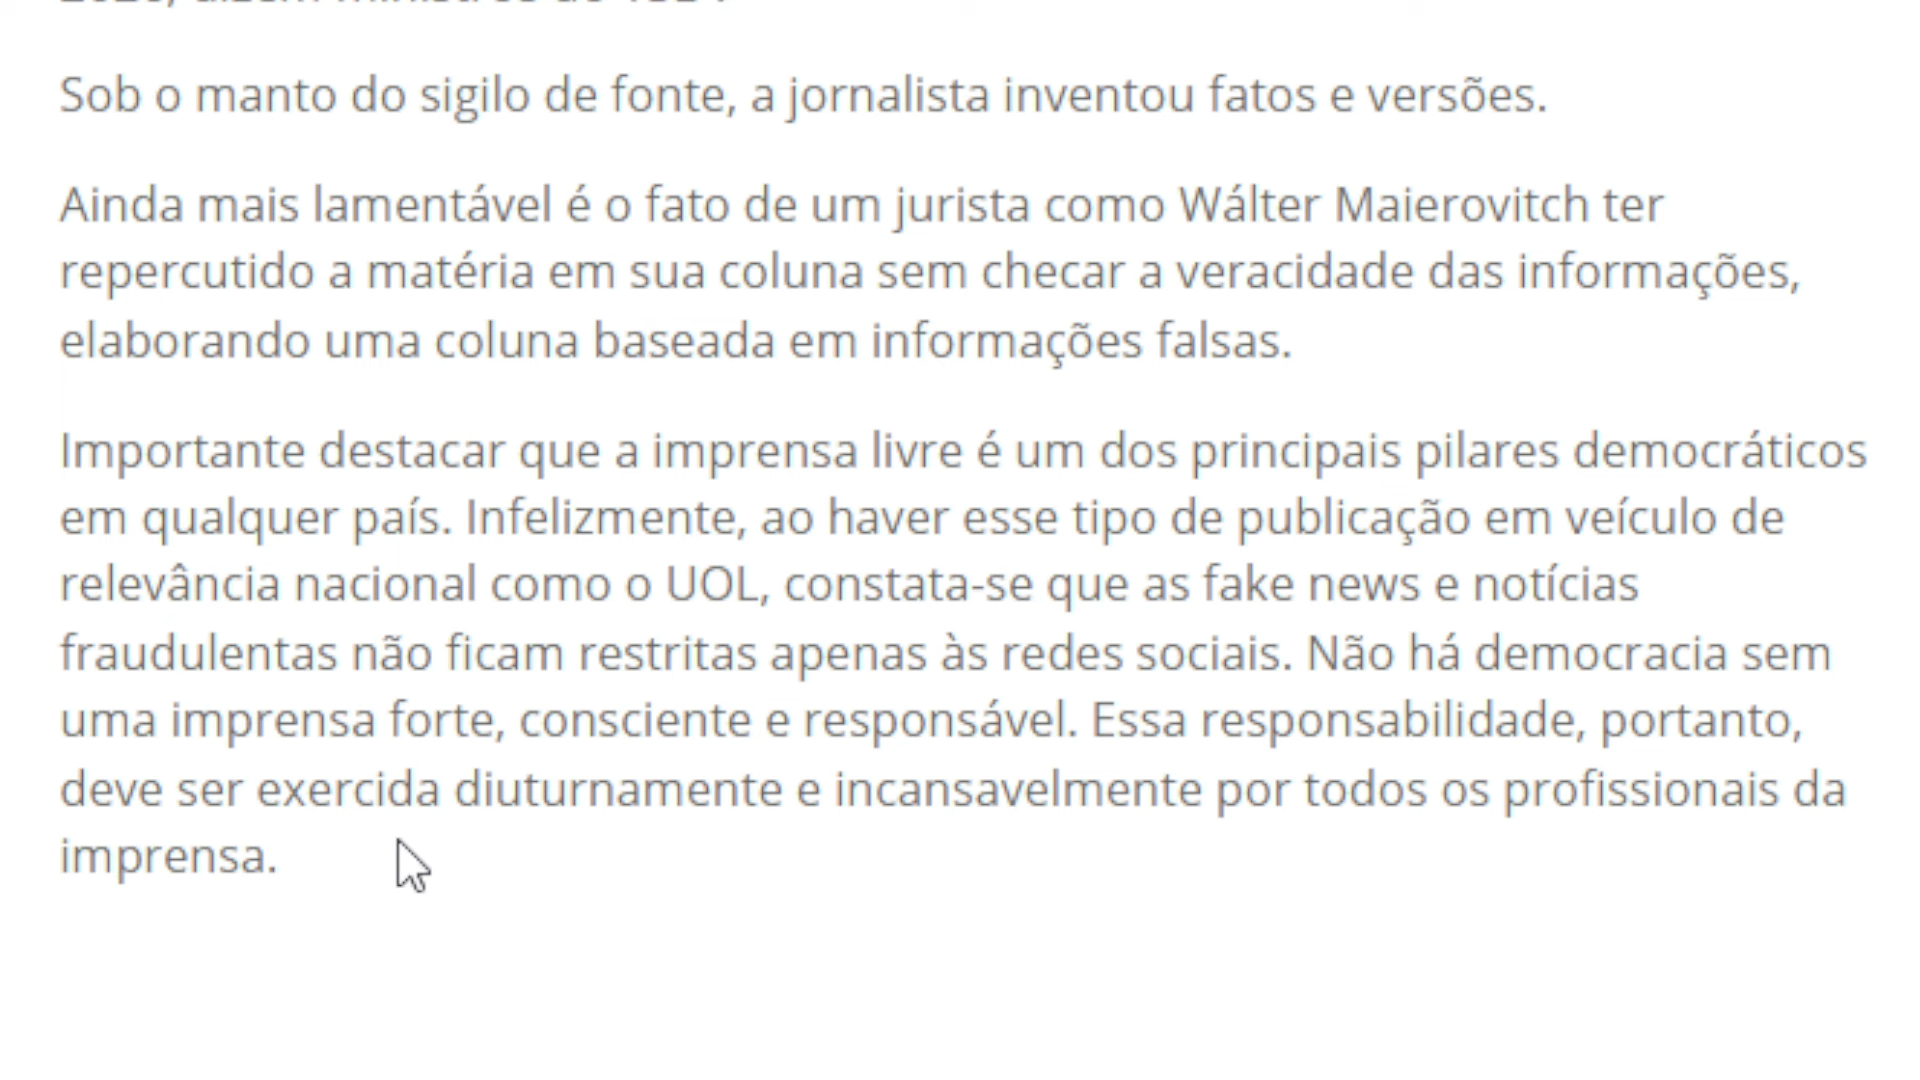 Sob o manto do sigilo de fonte, a jornalista inventou fatos e versões.
Ainda mais lamentável é o fato de um jurista como Wálter Maierovitch ter
repercutido a matéria em sua coluna sem checar a veracidade das informações,
elaborando uma coluna baseada em informações falsas.
Importante destacar que a imprensa livre é um dos principais pilares democráticos
em qualquer país. Infelizmente, ao haver esse tipo de publicação em veículo de
relevância nacional como o UOL, constata-se que as fake news e notícias
fraudulentas não ficam restritas apenas às redes sociais. Não há democracia sem
uma imprensa forte, consciente e responsável. Essa responsabilidade, portanto,
deve ser exercida diuturnamente e incansavelmente por todos os profissionais da
imprensa.